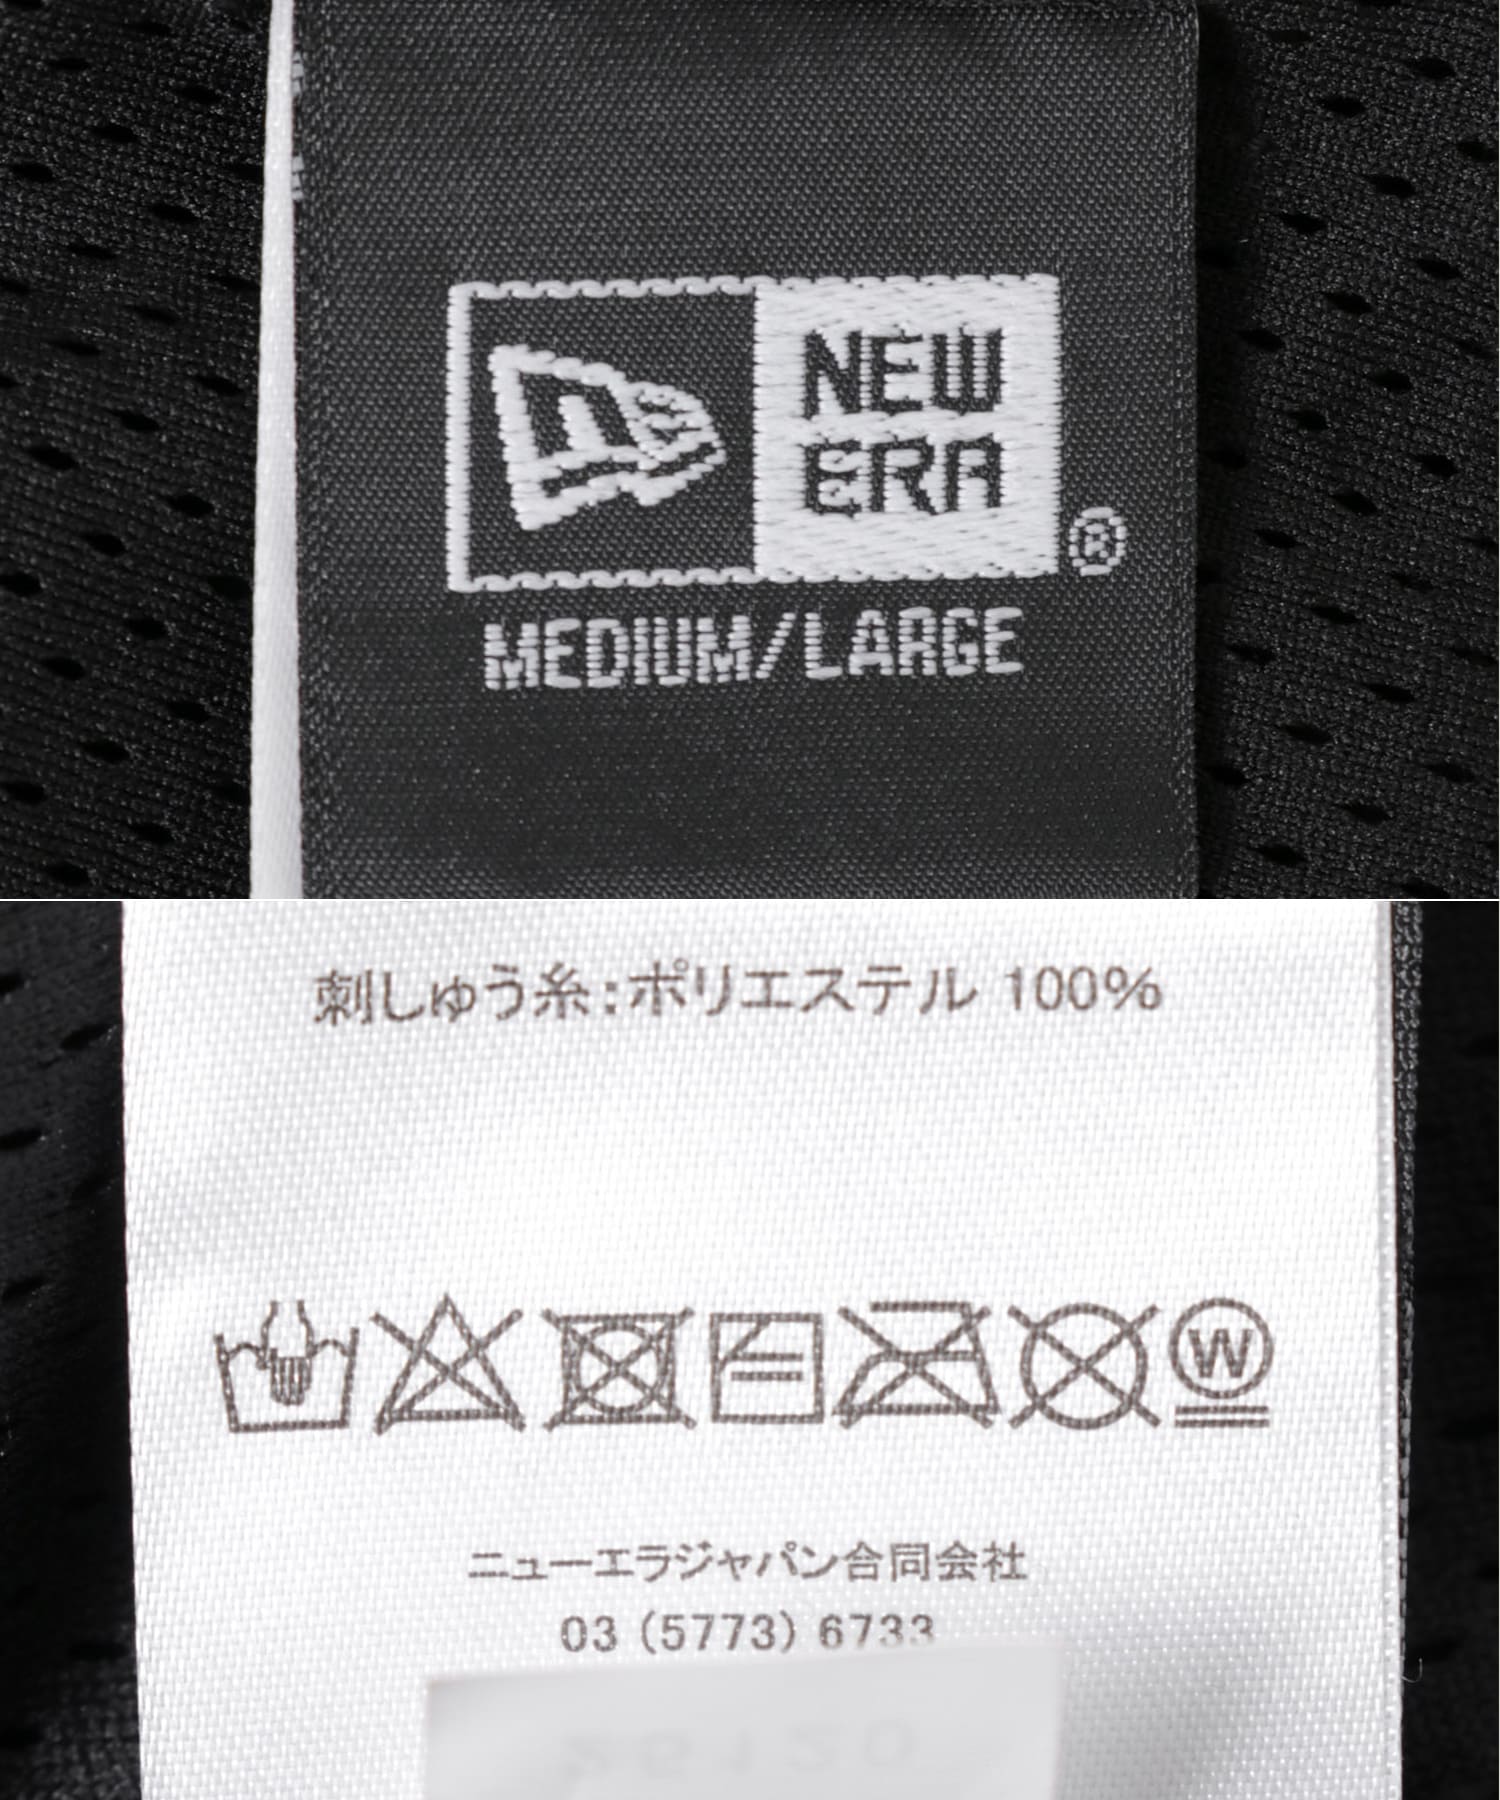 NEW
ERA
®
MEDIUM/LARGE
刺しゅう糸:ポリエステル 100%
W
ニューエラジャパン合同会社
03 (5773) 6733